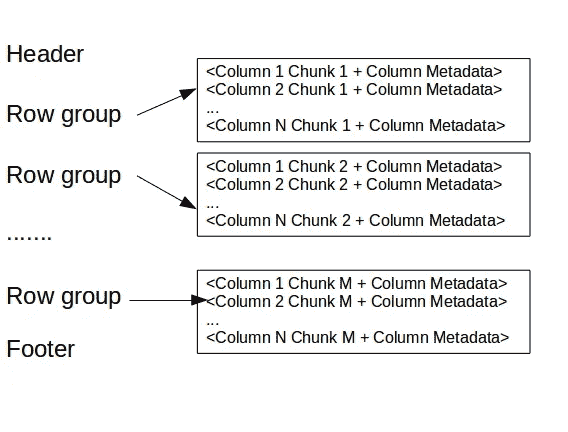 Header
Row group
<Column 1 Chunk 1 + Column Metadata>
<Column 2 Chunk 1 + Column Metadata>
...
<Column N Chunk 1 + Column Metadata>
Row group
<Column 1 Chunk 2 + Column Metadata>
<Column 2 Chunk 2 + Column Metadata>
...
<Column N Chunk 2 + Column Metadata>
.......
Row group
<Column 1 Chunk M + Column Metadata>
<Column 2 Chunk M + Column Metadata>
...
<Column N Chunk M + Column Metadata>
Footer